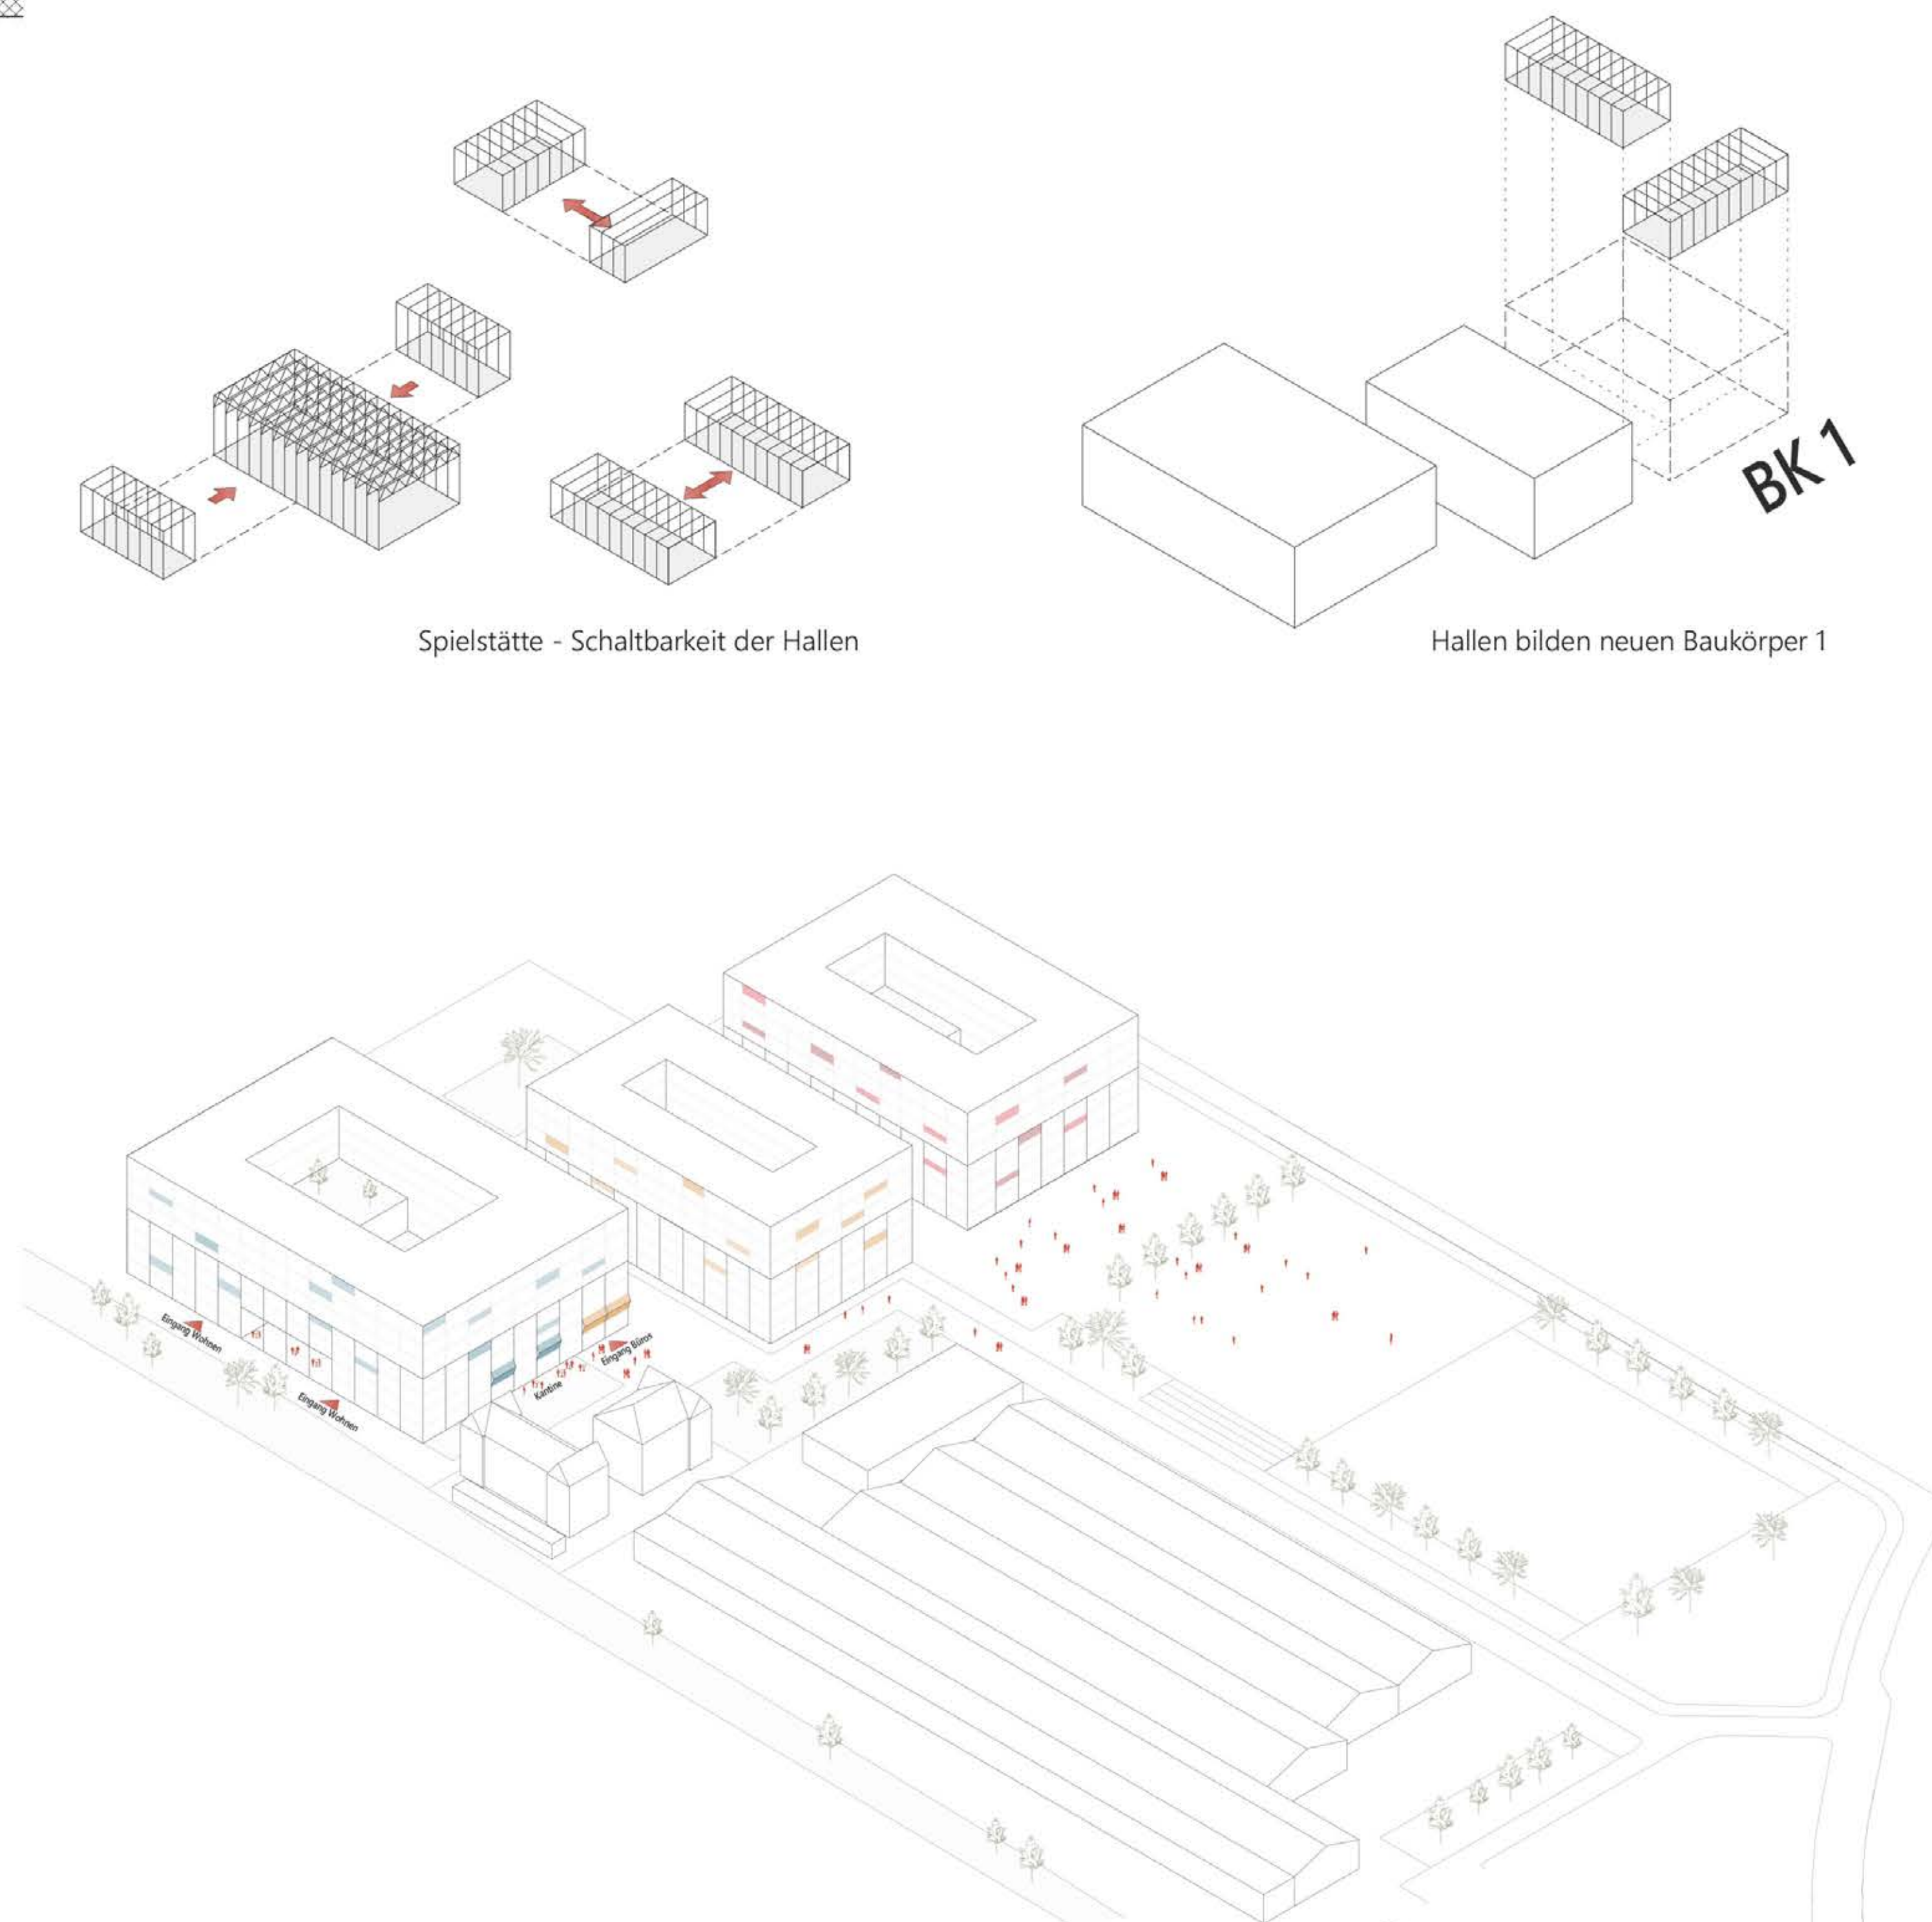 BK 1
Spielstätte - Schaltbarkeit der Hallen
Hallen bilden neuen Baukörper 1
Eingang Wohnen
Eingang Wohnen
Kantine
Eingang Büros